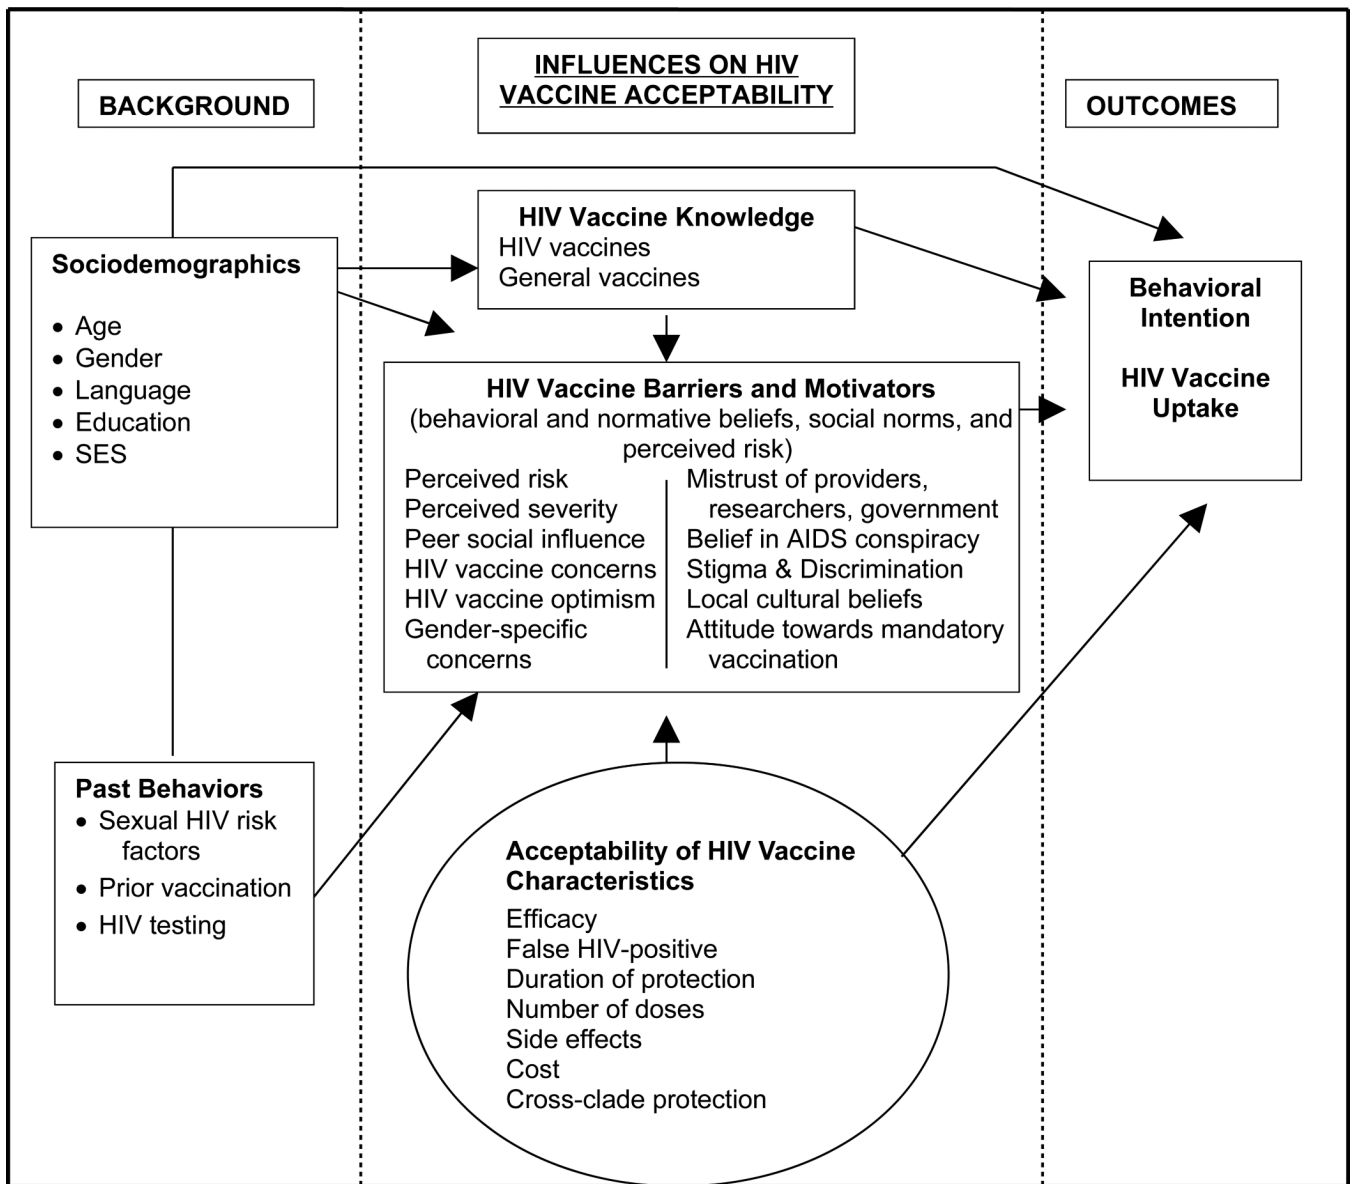 BACKGROUND
INFLUENCES ON HIV
VACCINE ACCEPTABILITY
OUTCOMES
Sociodemographics
• Age
• Gender
• Language
• Education
• SES
Past Behaviors
• Sexual HIV risk
factors
• Prior vaccination
• HIV testing
HIV Vaccine Knowledge
HIV vaccines
General vaccines
HIV Vaccine Barriers and Motivators
(behavioral and normative beliefs, social norms, and
perceived risk)
Perceived risk
Perceived severity
Peer social influence
HIV vaccine concerns
HIV vaccine optimism
Gender-specific
concerns
Mistrust of providers,
researchers, government
Belief in AIDS conspiracy
Stigma & Discrimination
Local cultural beliefs
Attitude towards mandatory
vaccination
Acceptability of HIV Vaccine
Characteristics
Efficacy
False HIV-positive
Duration of protection
Number of doses
Side effects
Cost
Cross-clade protection
Behavioral
Intention
HIV Vaccine
Uptake